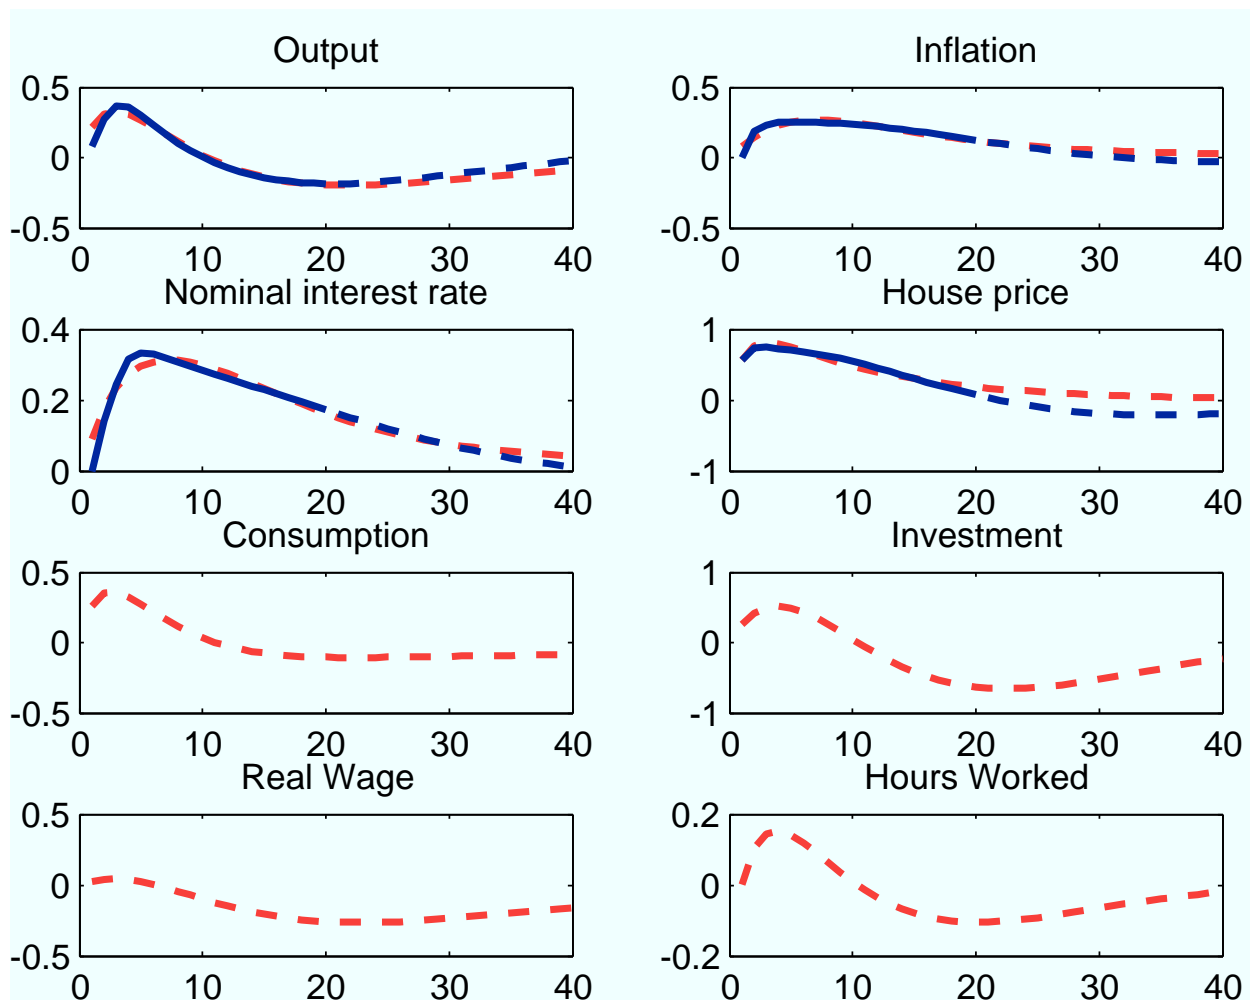 Output
0.5
0
-0.5
0 10 20 30 40
Inflation
0.5
0
-0.5
0 10 20 30 40
Nominal interest rate
0.4
0.2
0
0 10 20 30 40
House price
1
0
-1
0 10 20 30 40
Consumption
0.5
0
-0.5
0 10 20 30 40
Investment
1
0
-1
0 10 20 30 40
Real Wage
0.5
0
-0.5
0 10 20 30 40
Hours Worked
0.2
0
-0.2
0 10 20 30 40